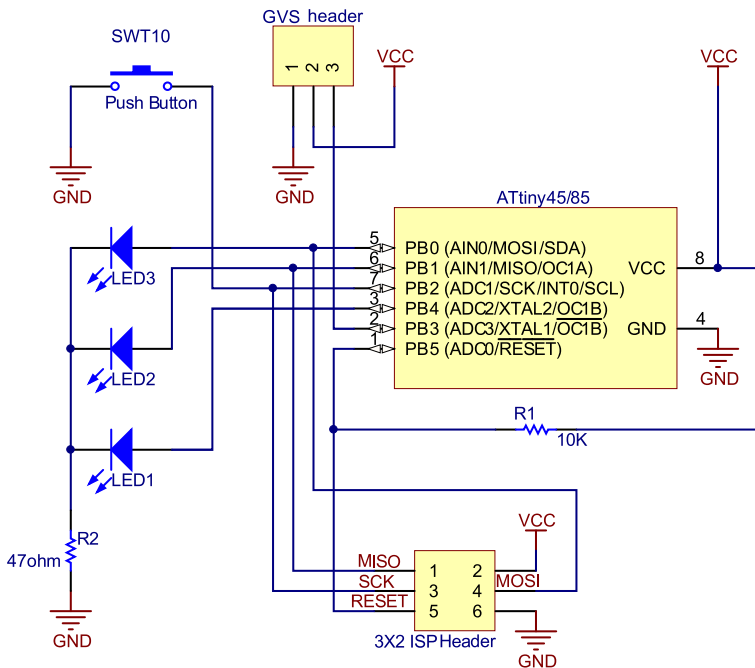 GVS header
SWT10
1 2 3
VCC
VCC
Push Button
GND
GND
ATtiny45/85
5 PB0 (AIN0/MOSI/SDA)
6 PB1 (AIN1/MISO/OC1A)
VCC 8
7 PB2 (ADC1/SCK/INT0/SCL)
3 PB4 (ADC2/XTAL2/OC1B)
2 PB3 (ADC3/XTAL1/OC1B)
GND 4
1 PB5 (ADC0/RESET)
GND
LED3
LED2
LED1
R1
10K
R2
47ohm
GND
VCC
MISO 1 2
SCK 3 4 MOSI
RESET 5 6
3X2 ISP Header
GND